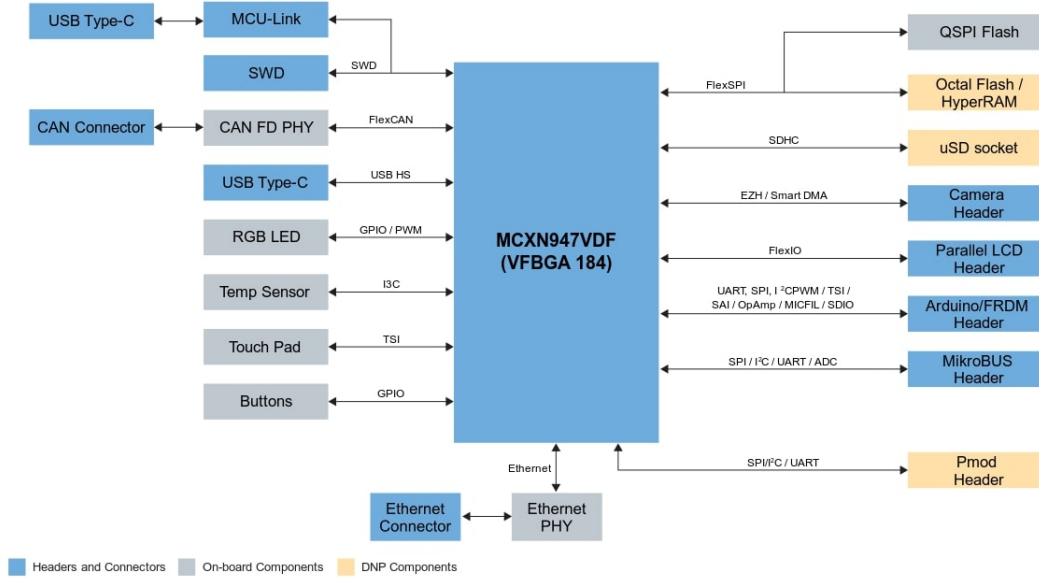 USB Type-C
MCU-Link
SWD
SWD
CAN Connector
CAN FD PHY
FlexCAN
USB Type-C
USB HS
RGB LED
GPIO / PWM
Temp Sensor
I3C
Touch Pad
TSI
Buttons
GPIO
MCXN947VDF
(VFBGA 184)
FlexSPI
QSPI Flash
Octal Flash /
HyperRAM
SDHC
uSD socket
EZH / Smart DMA
Camera
Header
FlexIO
Parallel LCD
Header
UART, SPI, I ²CPWM / TSI /
SAI / OpAmp / MICFIL / SDIO
Arduino/FRDM
Header
SPI / I²C / UART / ADC
MikroBUS
Header
SPI/I²C / UART
Pmod
Header
Ethernet
Ethernet
Connector
Ethernet
PHY
Headers and Connectors
On-board Components
DNP Components